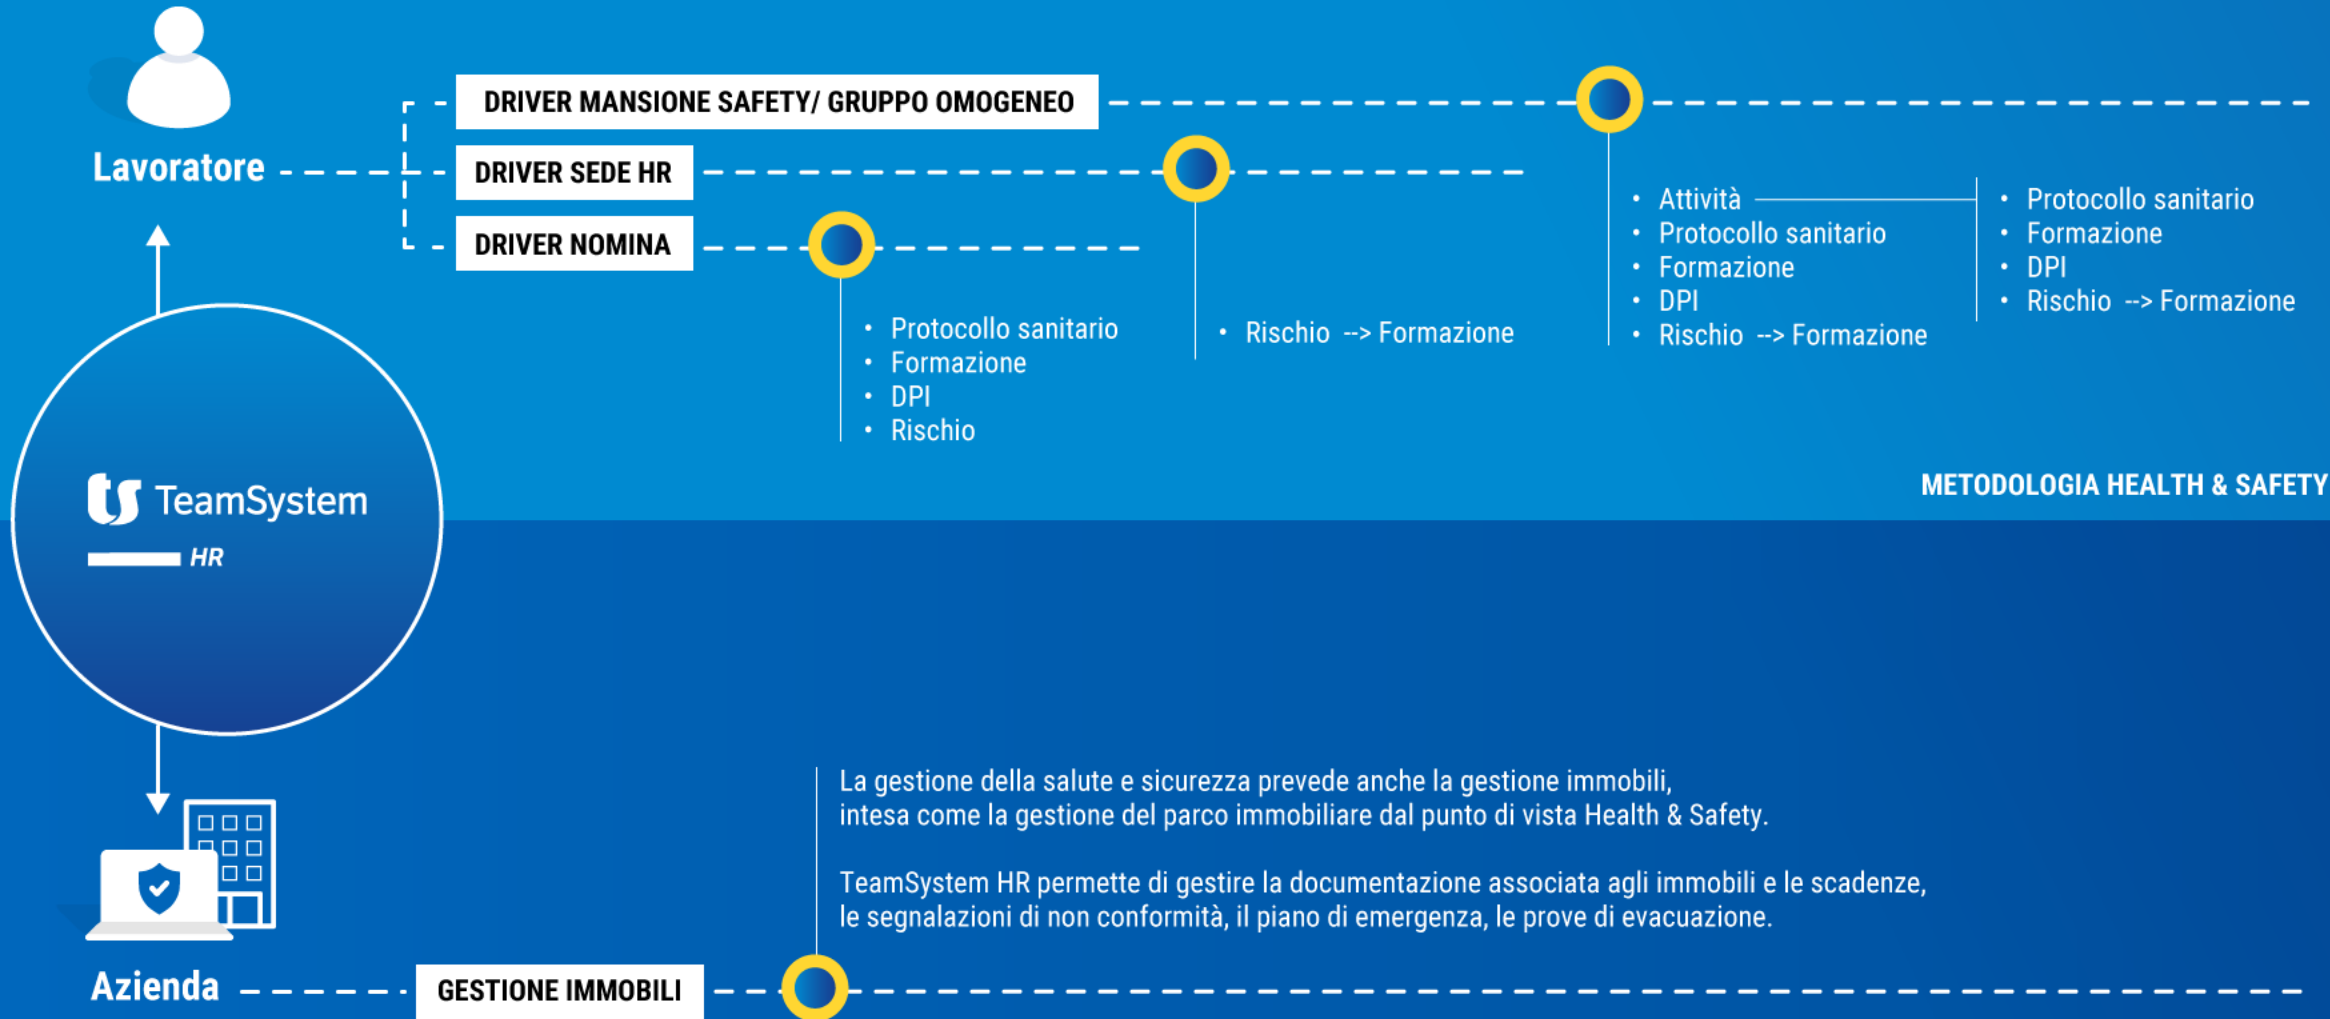 Lavoratore
DRIVER MANSIONE SAFETY/ GRUPPO OMOGENEO
DRIVER SEDE HR
DRIVER NOMINA
• Protocollo sanitario
• Formazione
• DPI
• Rischio
• Rischio --> Formazione
• Attività
• Protocollo sanitario
• Formazione
• DPI
• Rischio --> Formazione
• Protocollo sanitario
• Formazione
• DPI
• Rischio --> Formazione
METODOLOGIA HEALTH & SAFETY
ts TeamSystem
HR
La gestione della salute e sicurezza prevede anche la gestione immobili,
intesa come la gestione del parco immobiliare dal punto di vista Health & Safety.
TeamSystem HR permette di gestire la documentazione associata agli immobili e le scadenze,
le segnalazioni di non conformità, il piano di emergenza, le prove di evacuazione.
Azienda
GESTIONE IMMOBILI